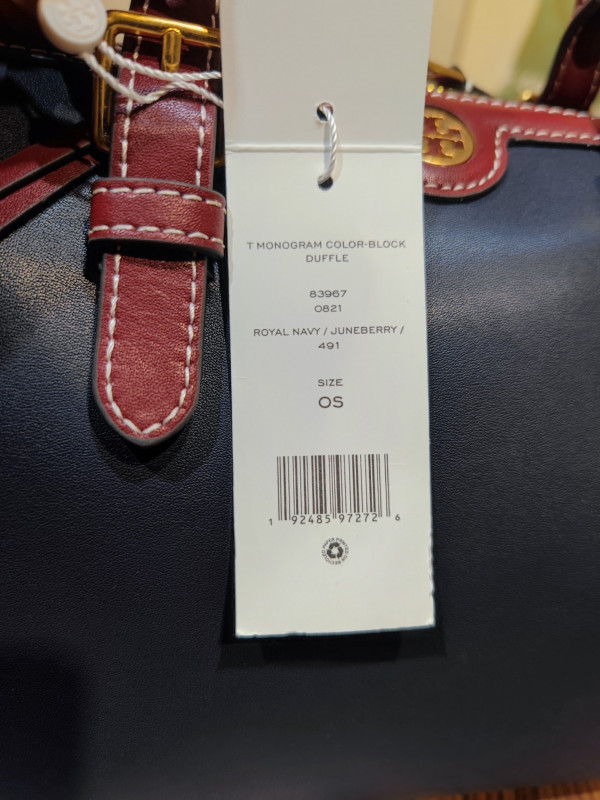 T MONOGRAM COLOR-BLOCK
DUFFLE
83967
0821
ROYAL NAVY / JUNEBERRY /
491
SIZE
OS
1 92485 97272 6